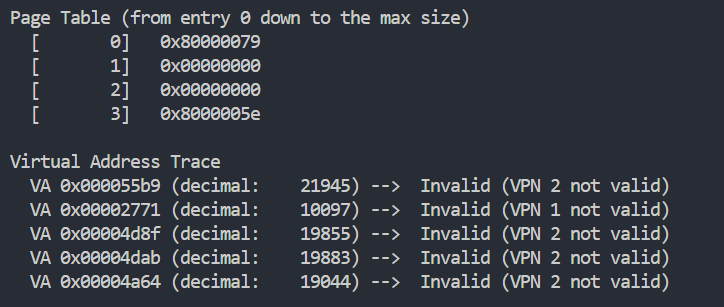 Page Table (from entry 0 down to the max size)
  [       0]   0x80000079
  [       1]   0x00000000
  [       2]   0x00000000
  [       3]   0x8000005e

Virtual Address Trace
  VA 0x000055b9 (decimal:    21945) -->  Invalid (VPN 2 not valid)
  VA 0x00002771 (decimal:    10097) -->  Invalid (VPN 1 not valid)
  VA 0x00004d8f (decimal:    19855) -->  Invalid (VPN 2 not valid)
  VA 0x00004dab (decimal:    19883) -->  Invalid (VPN 2 not valid)
  VA 0x00004a64 (decimal:    19044) -->  Invalid (VPN 2 not valid)